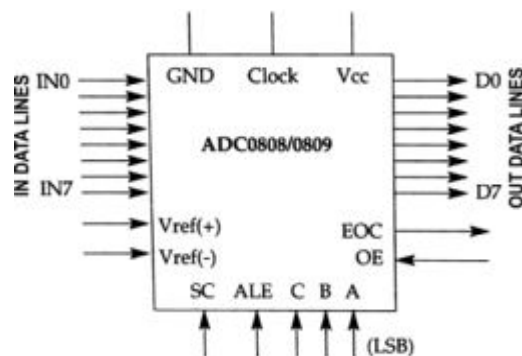 GND Clock Vcc
IN0 D0
IN DATA LINES
ADC0808/0809
OUT DATA LINES
IN7 D7
Vref(+) EOC
Vref(-) OE
SC ALE C B A
(LSB)